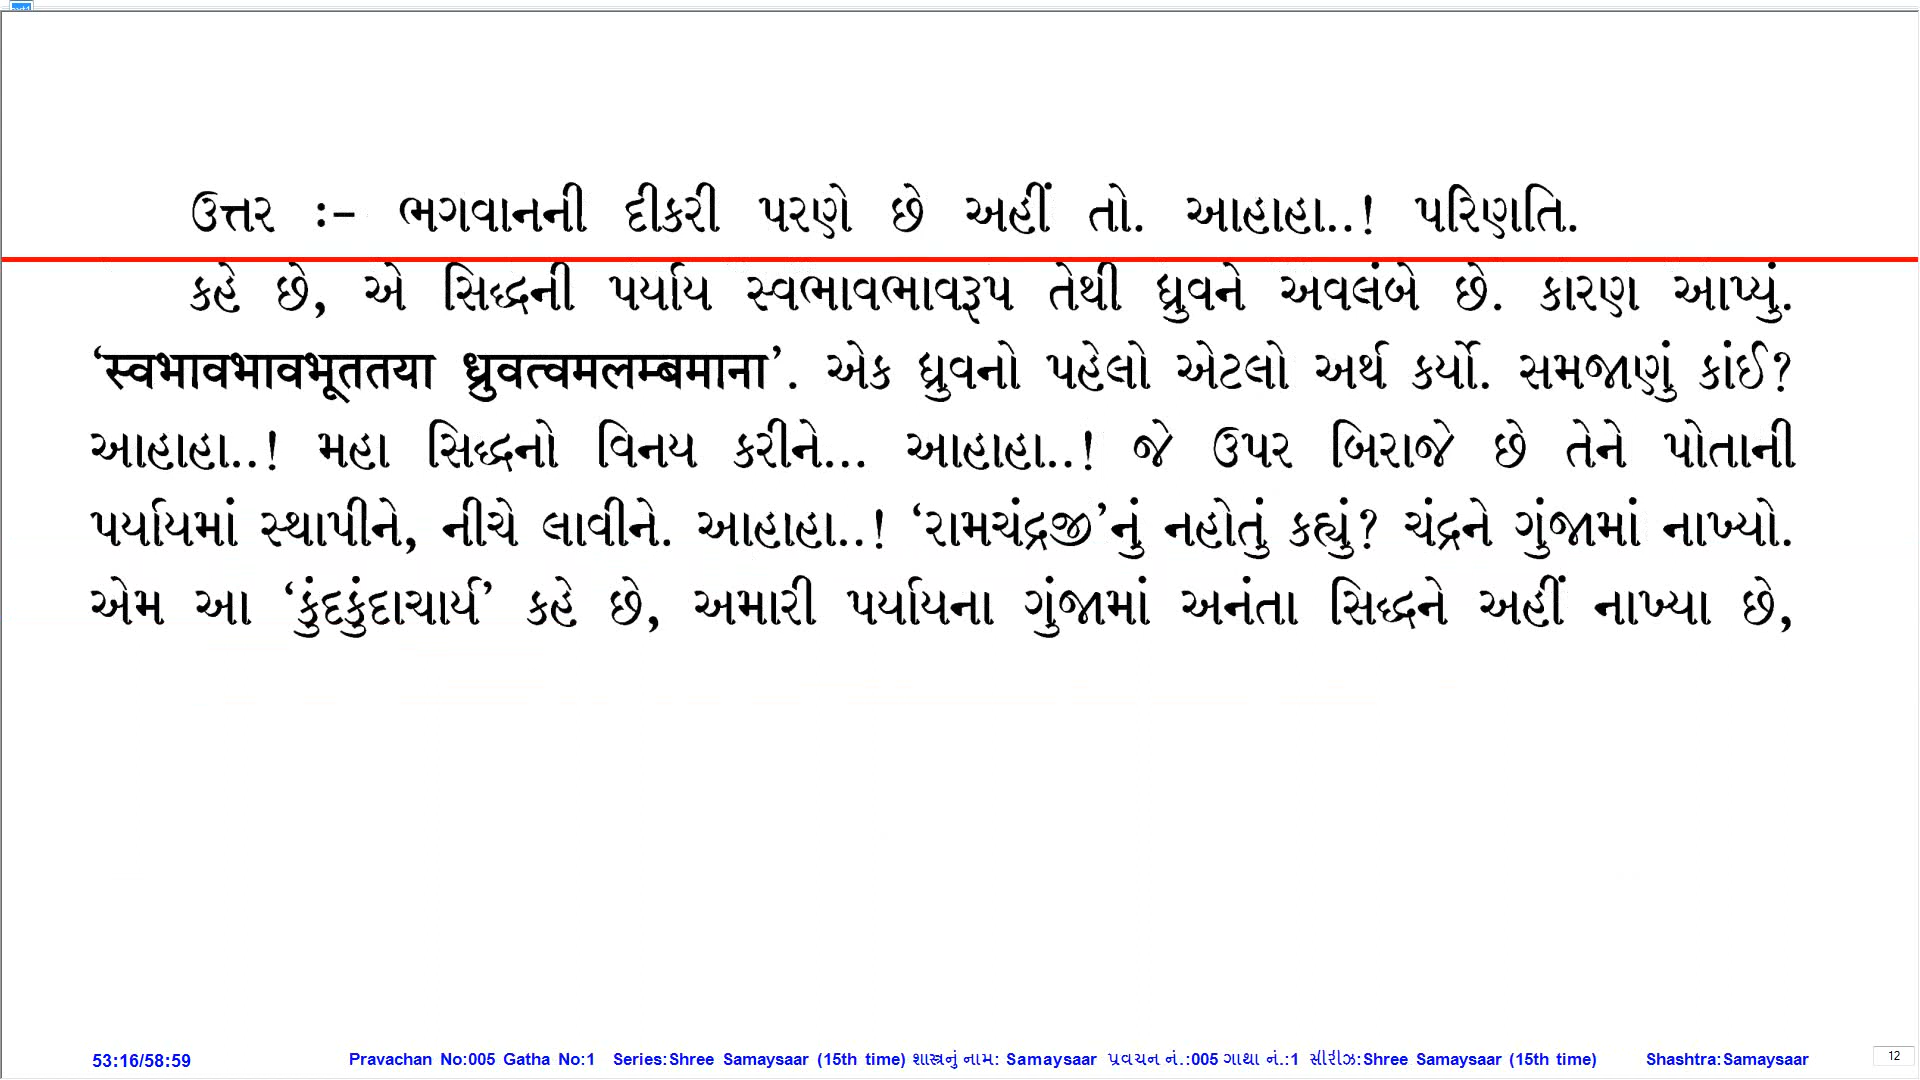 ઉત્તર :– ભગવાનની દીકરી પરણે છે અહીં તો. આહાહા..! પરિણતિ.
કહે છે, એ સિદ્ધની પર્યાય સ્વભાવભાવરૂપ તેથી ધ્રુવને અવલંબે છે. કારણ આપ્યું.
‘स्वभावभावभूततया ध्रुवत्वमलम्बमाना’. એક ધ્રુવનો પહેલો એટલો અર્થ કર્યો. સમજાણું કાંઈ?
આહાહા..! મહા સિદ્ધનો વિનય કરીને... આહાહા..! જે ઉપર બિરાજે છે તેને પોતાની
પર્યાયમાં સ્થાપીને, નીચે લાવીને. આહાહા..! ‘રામચંદ્રજી’નું નહોતું કહ્યું? ચંદ્રને ગુંજામાં નાખ્યો.
એમ આ ‘કુંદકુંદાચાર્ય’ કહે છે, અમારી પર્યાયના ગુંજામાં અનંતા સિદ્ધને અહીં નાખ્યા છે,
53:16/58:59 Pravachan No:005 Gatha No:1 Series:Shree Samaysaar (15th time) શાસ્ત્રનું નામ: Samaysaar પ્રવચન નં.:005 ગાથા નં.:1 સીરીઝ:Shree Samaysaar (15th time) Shashtra:Samaysaar 12